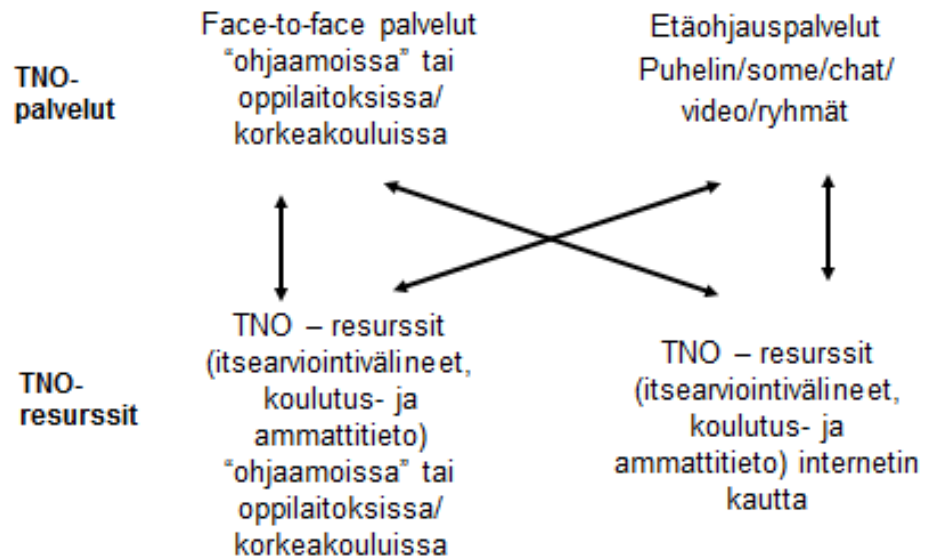 TNO-
palvelut
Face-to-face palvelut
“ohjaamoissa” tai
oppilaitoksissa/
korkeakouluissa
Etäohjauspalvelut
Puhelin/some/chat/
video/ryhmät
TNO-
resurssit
TNO – resurssit
(itsearviointivälineet,
koulutus- ja
ammattitieto)
“ohjaamoissa” tai
oppilaitoksissa/
korkeakouluissa
TNO – resurssit
(itsearviointivälineet,
koulutus- ja
ammattitieto) internetin
kautta